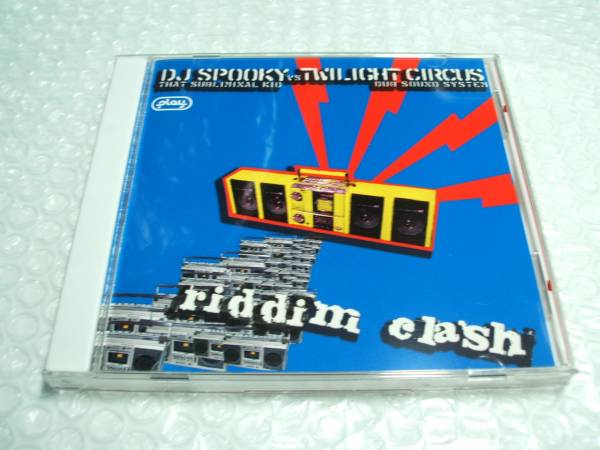 DJ SPOOKY vs TWILIGHT CIRCUS
THAT SUBLIMINAL KID DUB SOUND SYSTEM
play
riddim clash